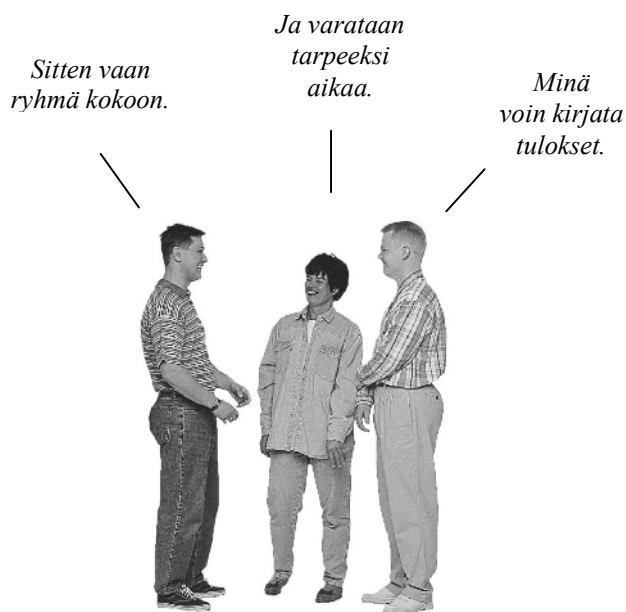 Sitten vaan
ryhmä kokoon.
Ja varataan
tarpeeksi
aikaa.
Minä
voin kirjata
tulokset.